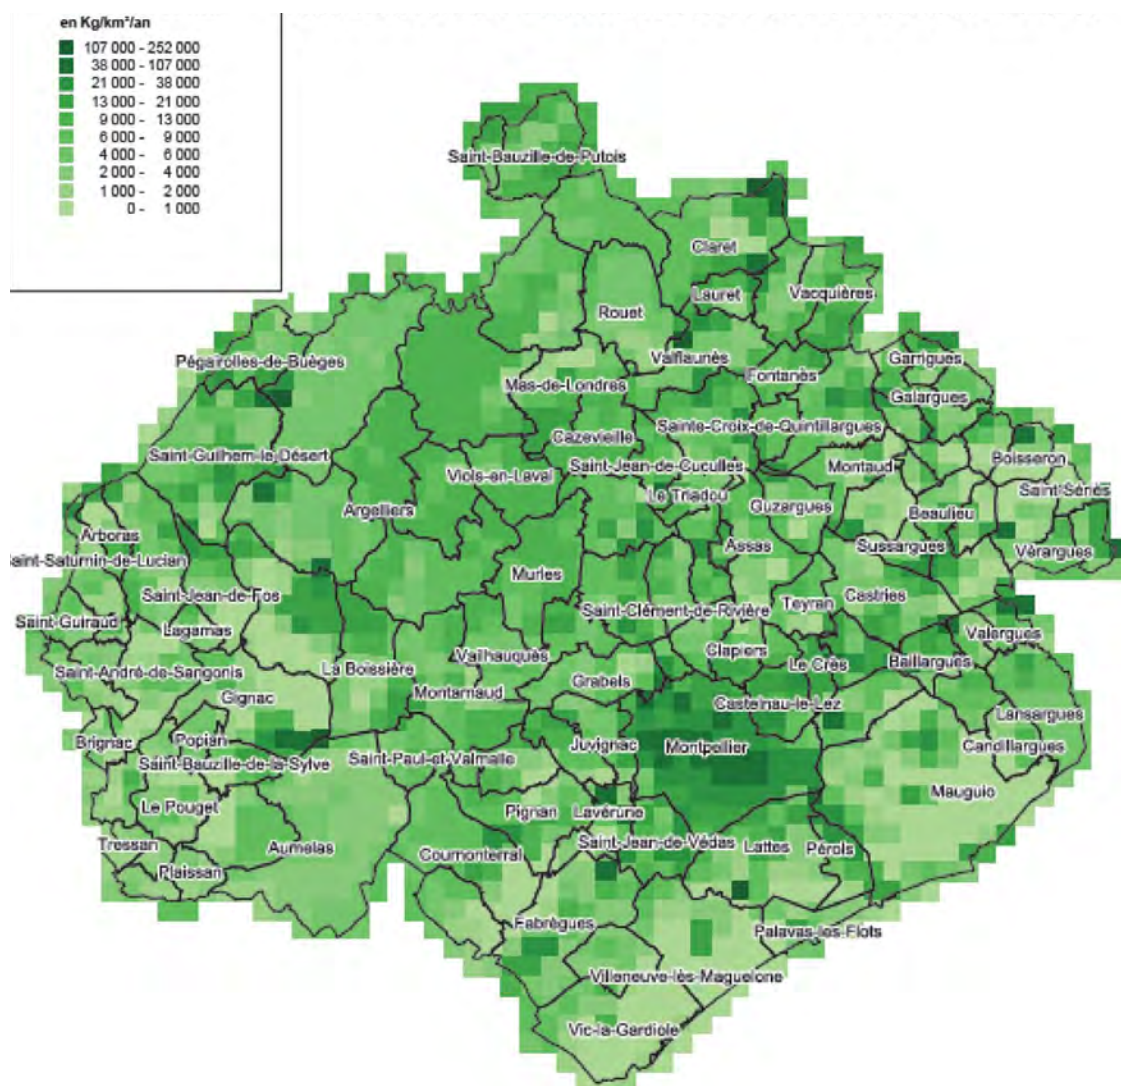 en Kg/km²/an
107 000 - 252 000
38 000 - 107 000
21 000 - 38 000
13 000 - 21 000
9 000 - 13 000
6 000 - 9 000
4 000 - 6 000
2 000 - 4 000
1 000 - 2 000
0 - 1 000
Saint-Bauzille-de-Putois
Claret
Lauret
Vacquières
Rouet
Pégairolles-de-Buèges
Valflaunès
Garrigues
Fontanès
Mas-de-Londres
Galargues
Sainte-Croix-de-Quintillargues
Cazevieille
Saint-Guilhem-le-Désert
Boisseron
Saint-Jean-de-Cuculles
Montaud
Viols-en-Laval
Saint-Sériès
Le Triadou
Guzargues
Argelliers
Beaulieu
Arboras
Assas
Sussargues
Vérargues
aint-Saturnin-de-Lucian
Murles
Saint-Jean-de-Fos
Castries
Teyran
Saint-Clément-de-Rivière
Saint-Guiraud
Lagamas
Valergues
Clapiers
Vailhauquès
Le Crès
Baillargues
La Boissière
Saint-André-de-Sangonis
Grabels
Montarnaud
Gignac
Castelnau-le-Lez
Lansargues
Brignac
Popian
Juvignac
Montpellier
Candillargues
Saint-Paul-et-Valmalle
Saint-Bauzille-de-la-Sylve
Mauguio
Le Pouget
Pignan
Lavérune
Tressan
Aumelas
Saint-Jean-de-Védas
Lattes
Pérols
Cournonterral
Plaissan
Fabrègues
Palavas-les-Flots
Villeneuve-lès-Maguelone
Vic-la-Gardiole